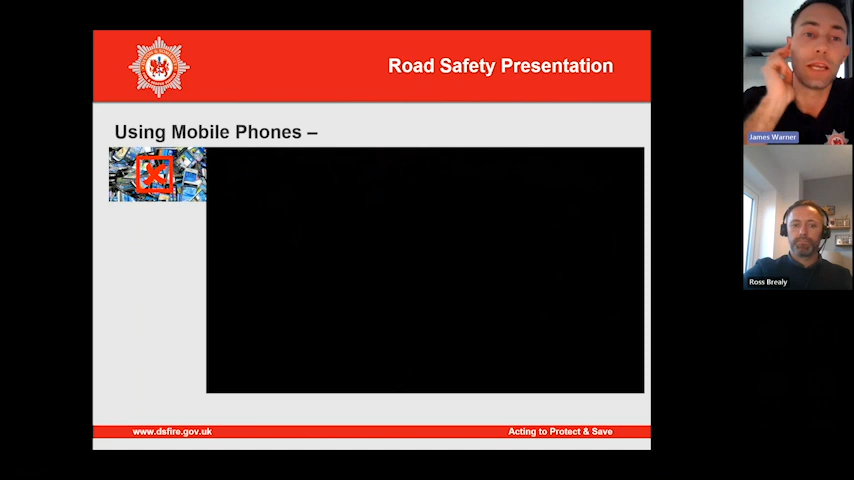 Road Safety Presentation
Using Mobile Phones –
James Warner
Ross Brealy
www.dsfire.gov.uk
Acting to Protect & Save